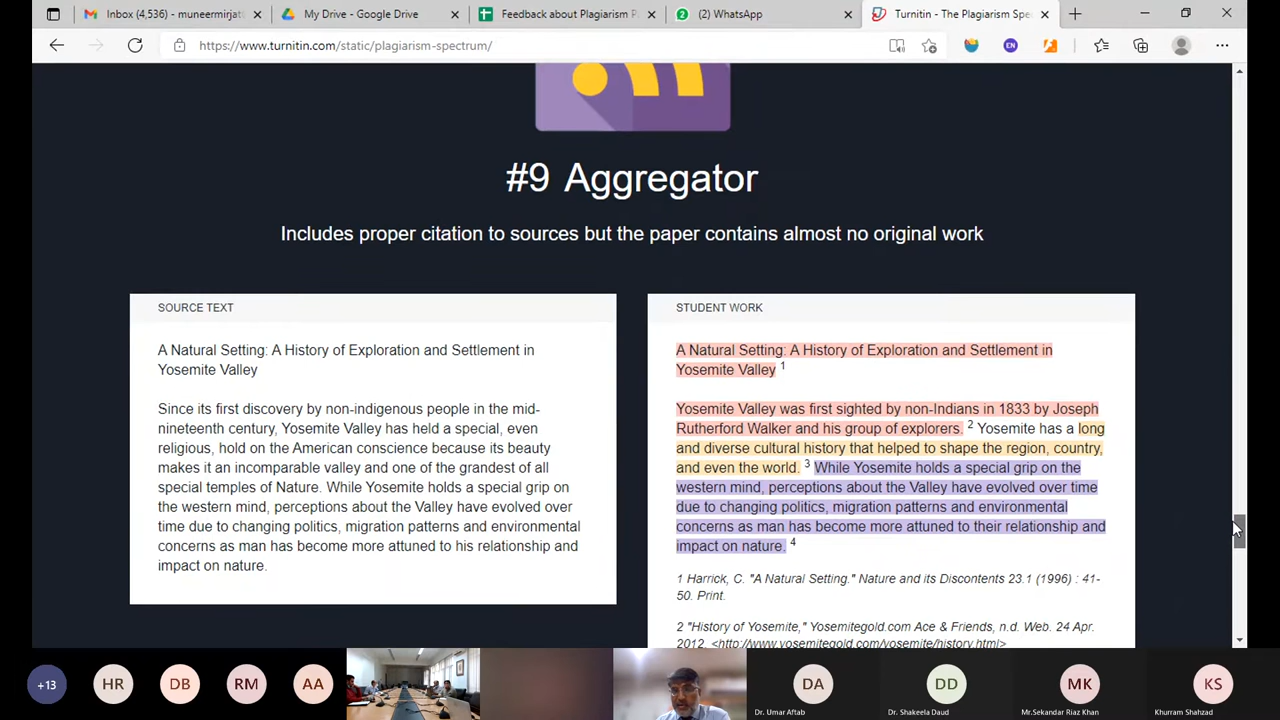 Inbox (4,536) - muneermirjat
My Drive - Google Drive
Feedback about Plagiarism P
(2) WhatsApp
Turnitin - The Plagiarism Spe
https://www.turnitin.com/static/plagiarism-spectrum/
EN
#9 Aggregator
Includes proper citation to sources but the paper contains almost no original work
SOURCE TEXT
A Natural Setting: A History of Exploration and Settlement in
Yosemite Valley
Since its first discovery by non-indigenous people in the mid-
nineteenth century, Yosemite Valley has held a special, even
religious, hold on the American conscience because its beauty
makes it an incomparable valley and one of the grandest of all
special temples of Nature. While Yosemite holds a special grip on
the western mind, perceptions about the Valley have evolved over
time due to changing politics, migration patterns and environmental
concerns as man has become more attuned to his relationship and
impact on nature.
STUDENT WORK
A Natural Setting: A History of Exploration and Settlement in
Yosemite Valley 1
Yosemite Valley was first sighted by non-Indians in 1833 by Joseph
Rutherford Walker and his group of explorers. 2 Yosemite has a long
and diverse cultural history that helped to shape the region, country,
and even the world. 3 While Yosemite holds a special grip on the
western mind, perceptions about the Valley have evolved over time
due to changing politics, migration patterns and environmental
concerns as man has become more attuned to their relationship and
impact on nature. 4
1 Harrick, C. "A Natural Setting." Nature and its Discontents 23.1 (1996) : 41-
50. Print.
2 "History of Yosemite," Yosemitegold.com Ace & Friends, n.d. Web. 24 Apr.
2012. <http://www.yosemitegold.com/yosemite/history.html>
+13
HR
DB
RM
AA
DA
Dr. Umar Aftab
DD
Dr. Shakeela Daud
MK
Mr.Sekandar Riaz Khan
KS
Khurram Shahzad